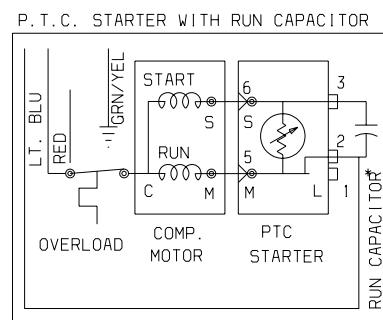 P.T.C. STARTER WITH RUN CAPACITOR
LT. BLU
RED
GRN/YEL
START
RUN
C
S
M
6
S
5
M
3
2
L
1
OVERLOAD
COMP.
MOTOR
PTC
STARTER
RUN CAPACITOR*